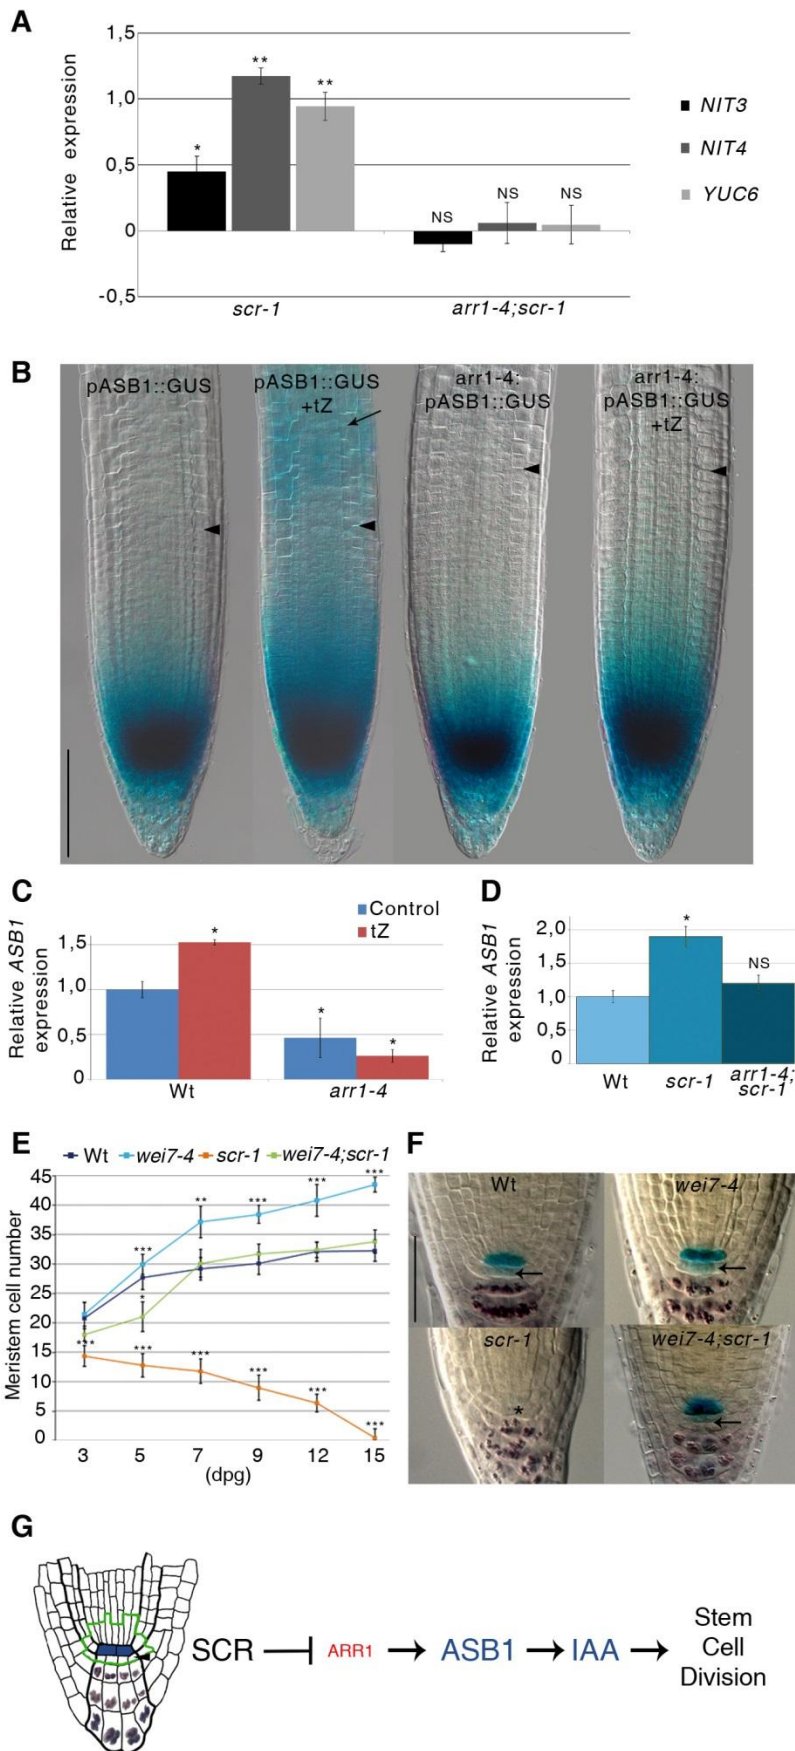 A
1,5
1,0
0,5
0
-0,5
Relative expression
*
**
**
NS
NS
NS
scr-1
arr1-4;scr-1
NIT3
NIT4
YUC6
B
pASB1::GUS
pASB1::GUS
+tZ
arr1-4:
pASB1::GUS
arr1-4:
pASB1::GUS
+tZ
C
Relative ASB1
expression
1,5
1,0
0,5
0
*
*
*
Control
tZ
Wt
arr1-4
D
Relative ASB1
expression
2,0
1,5
1,0
0,5
0
*
NS
Wt
scr-1
arr1-4;
scr-1
E
Wt
wei7-4
scr-1
wei7-4;scr-1
Meristem cell number
45
40
35
30
25
20
15
10
5
0
***
***
*
***
**
***
***
***
***
***
***
***
3
5
7
9
12
15
(dpg)
F
Wt
wei7-4
scr-1
*
wei7-4;scr-1
G
SCR
ARR1
ASB1
IAA
Stem
Cell
Division